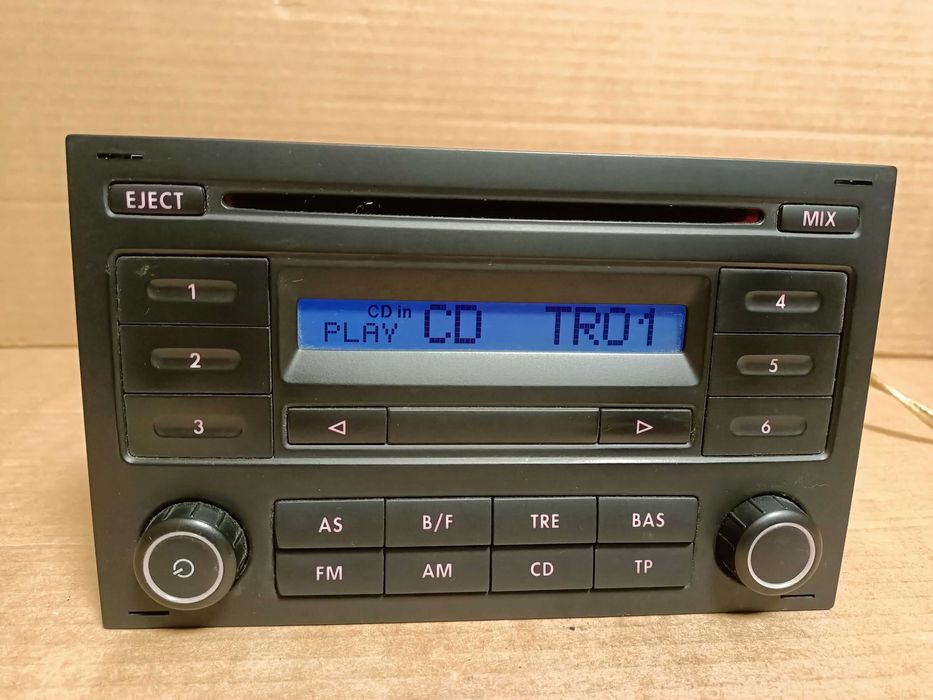 EJECT
MIX
1
4
CD in
PLAY CD TR01
2
5
3
6
AS B/F TRE BAS
FM AM CD TP